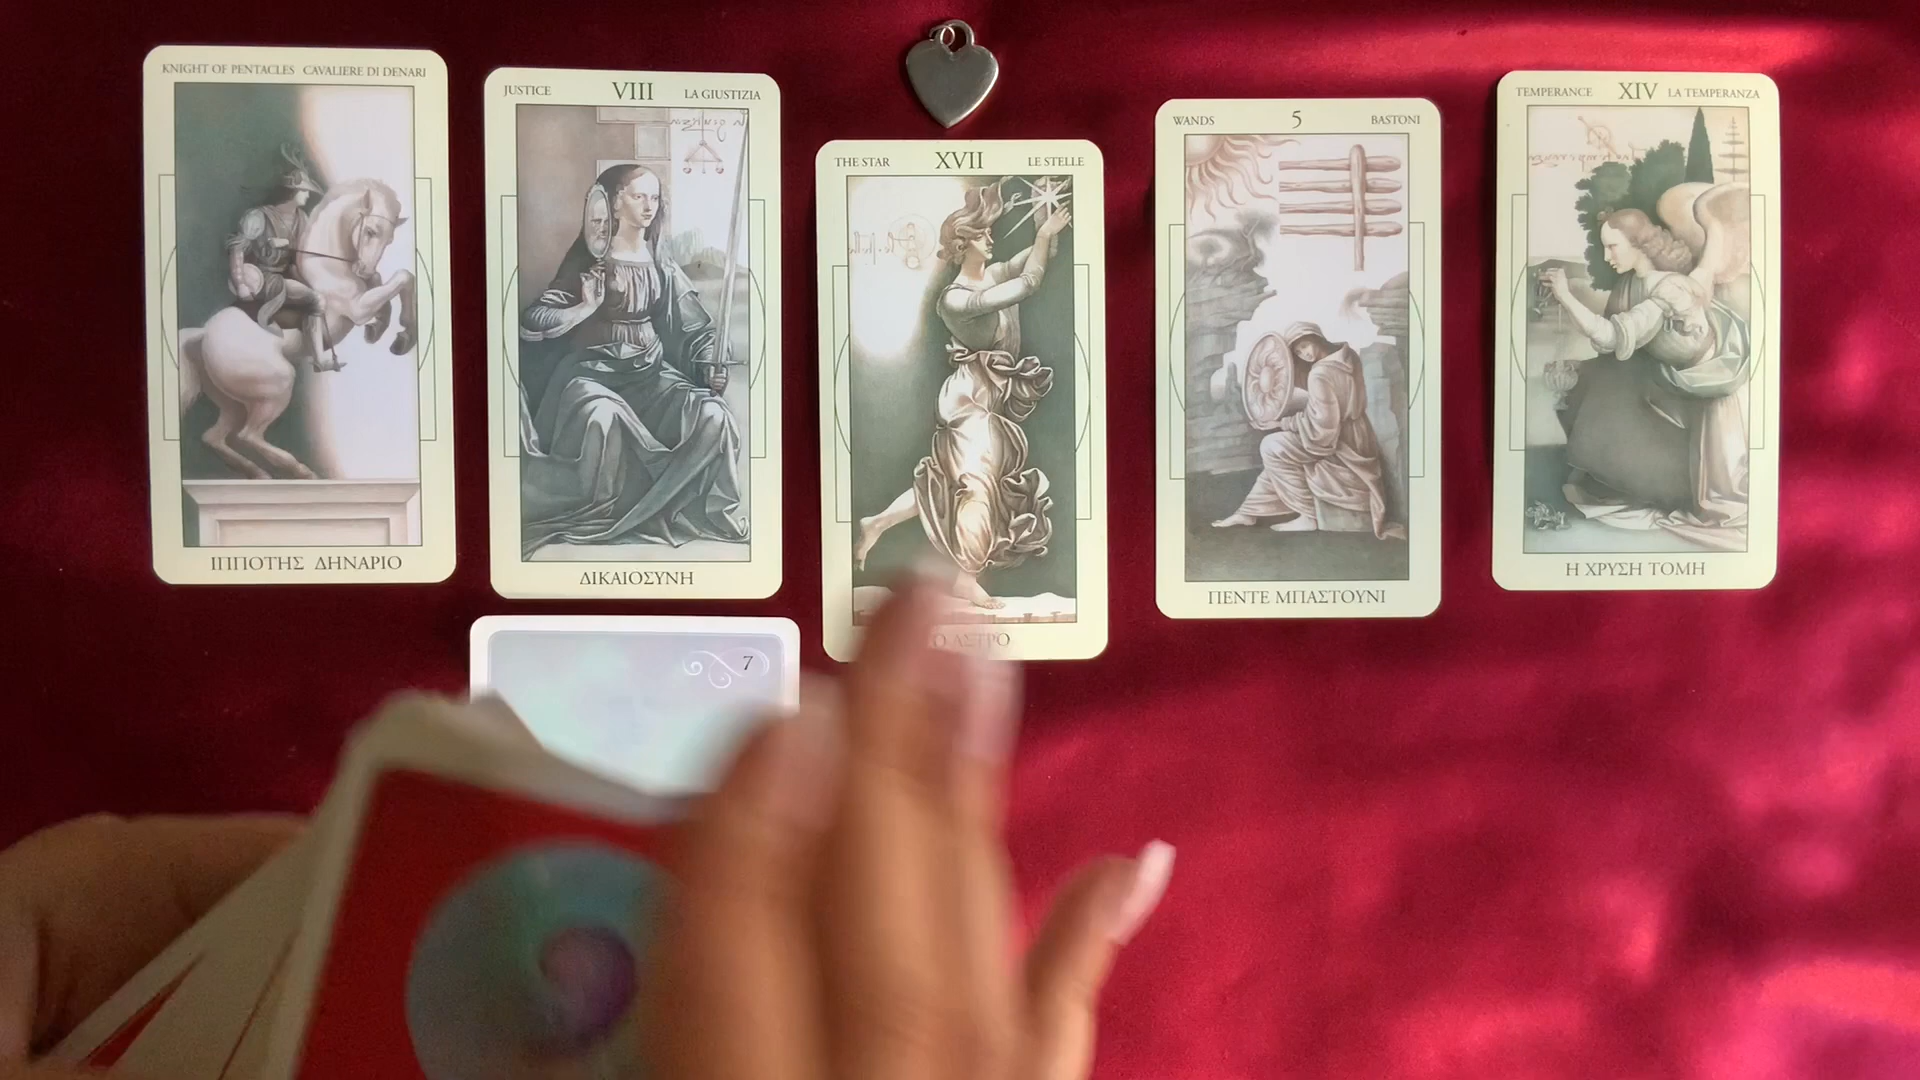 KNIGHT OF PENTACLES CAVALIERE DI DENARI
ΙΠΠΟΤΗΣ ΔΗΝΑΡΙΟ
JUSTICE VIII LA GIUSTIZIA
ΔΙΚΑΙΟΣΥΝΗ
THE STAR XVII LE STELLE
Ο ΑΣΤΡΟ
WANDS 5 BASTONI
ΠΕΝΤΕ ΜΠΑΣΤΟΥΝΙ
TEMPERANCE XIV LA TEMPERANZA
Η ΧΡΥΣΗ ΤΟΜΗ
7